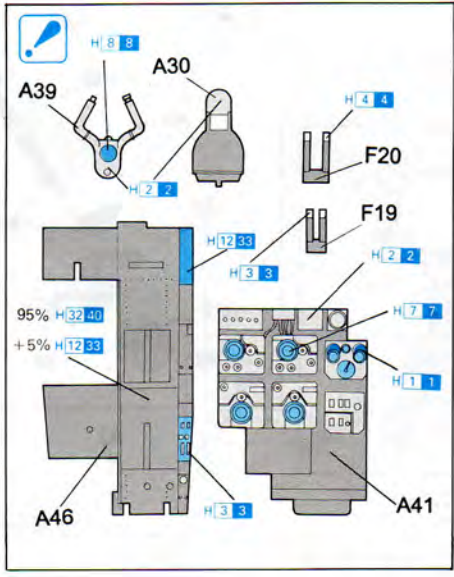 H 8 8
A30
A39
H 4 4
F20
H 2 2
F19
H 12 33
H 3 3
H 2 2
95% H 32 40
H 7 7
+5% H 12 33
H 1 1
H 3 3
A46
A41